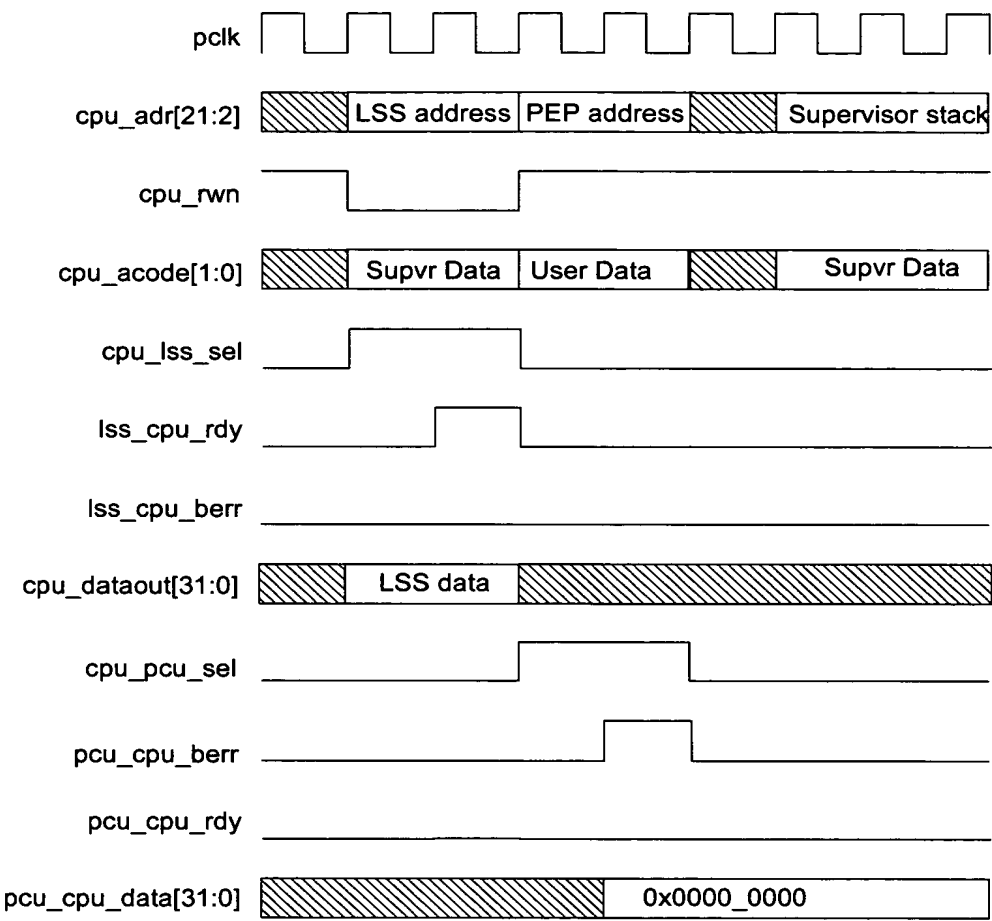 pclk
cpu_adr[21:2] LSS address PEP address Supervisor stack
cpu_rwn
cpu_acode[1:0] Supvr Data User Data Supvr Data
cpu_lss_sel
lss_cpu_rdy
lss_cpu_berr
cpu_dataout[31:0] LSS data
cpu_pcu_sel
pcu_cpu_berr
pcu_cpu_rdy
pcu_cpu_data[31:0] 0x0000_0000